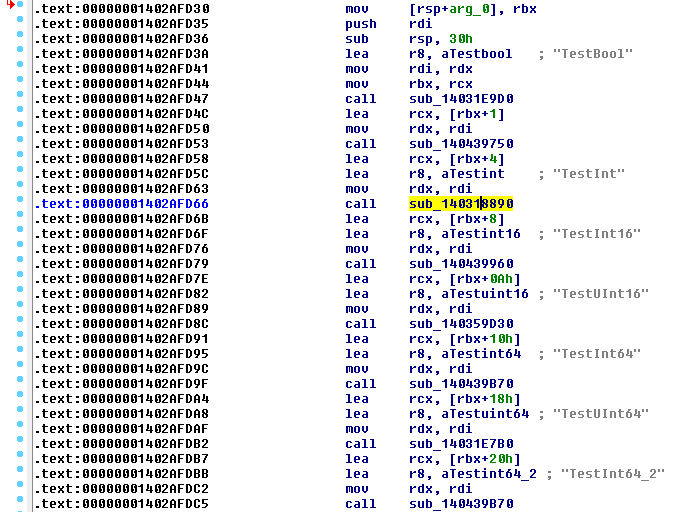 .text:00000001402AFD30 mov [rsp+arg_0], rbx
.text:00000001402AFD35 push rdi
.text:00000001402AFD36 sub rsp, 30h
.text:00000001402AFD3A lea r8, aTestbool ; "TestBool"
.text:00000001402AFD41 mov rdi, rdx
.text:00000001402AFD44 mov rbx, rcx
.text:00000001402AFD47 call sub_14031E9D0
.text:00000001402AFD4C lea rcx, [rbx+1]
.text:00000001402AFD50 mov rdx, rdi
.text:00000001402AFD53 call sub_140439750
.text:00000001402AFD58 lea rcx, [rbx+4]
.text:00000001402AFD5C lea r8, aTestint ; "TestInt"
.text:00000001402AFD63 mov rdx, rdi
.text:00000001402AFD66 call sub_140318890
.text:00000001402AFD6B lea rcx, [rbx+8]
.text:00000001402AFD6F lea r8, aTestint16 ; "TestInt16"
.text:00000001402AFD76 mov rdx, rdi
.text:00000001402AFD79 call sub_140439960
.text:00000001402AFD7E lea rcx, [rbx+0Ah]
.text:00000001402AFD82 lea r8, aTestuint16 ; "TestUInt16"
.text:00000001402AFD89 mov rdx, rdi
.text:00000001402AFD8C call sub_140359D30
.text:00000001402AFD91 lea rcx, [rbx+10h]
.text:00000001402AFD95 lea r8, aTestint64 ; "TestInt64"
.text:00000001402AFD9C mov rdx, rdi
.text:00000001402AFD9F call sub_140439B70
.text:00000001402AFDA4 lea rcx, [rbx+18h]
.text:00000001402AFDA8 lea r8, aTestuint64 ; "TestUInt64"
.text:00000001402AFDAF mov rdx, rdi
.text:00000001402AFDB2 call sub_14031E7B0
.text:00000001402AFDB7 lea rcx, [rbx+20h]
.text:00000001402AFDBB lea r8, aTestint64_2 ; "TestInt64_2"
.text:00000001402AFDC2 mov rdx, rdi
.text:00000001402AFDC5 call sub_140439B70